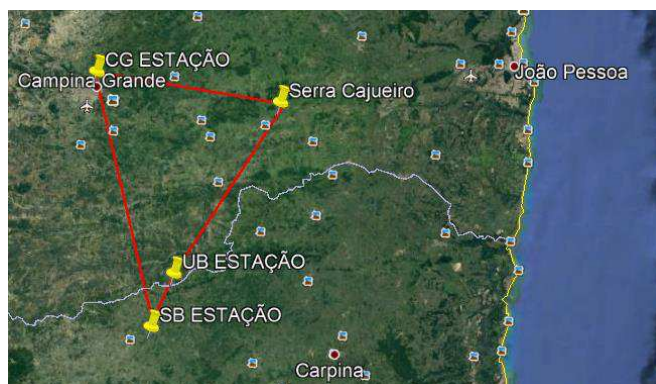 CG ESTAÇÃO
Campina Grande
Serra Cajueiro
João Pessoa
UB ESTAÇÃO
SB ESTAÇÃO
Carpina